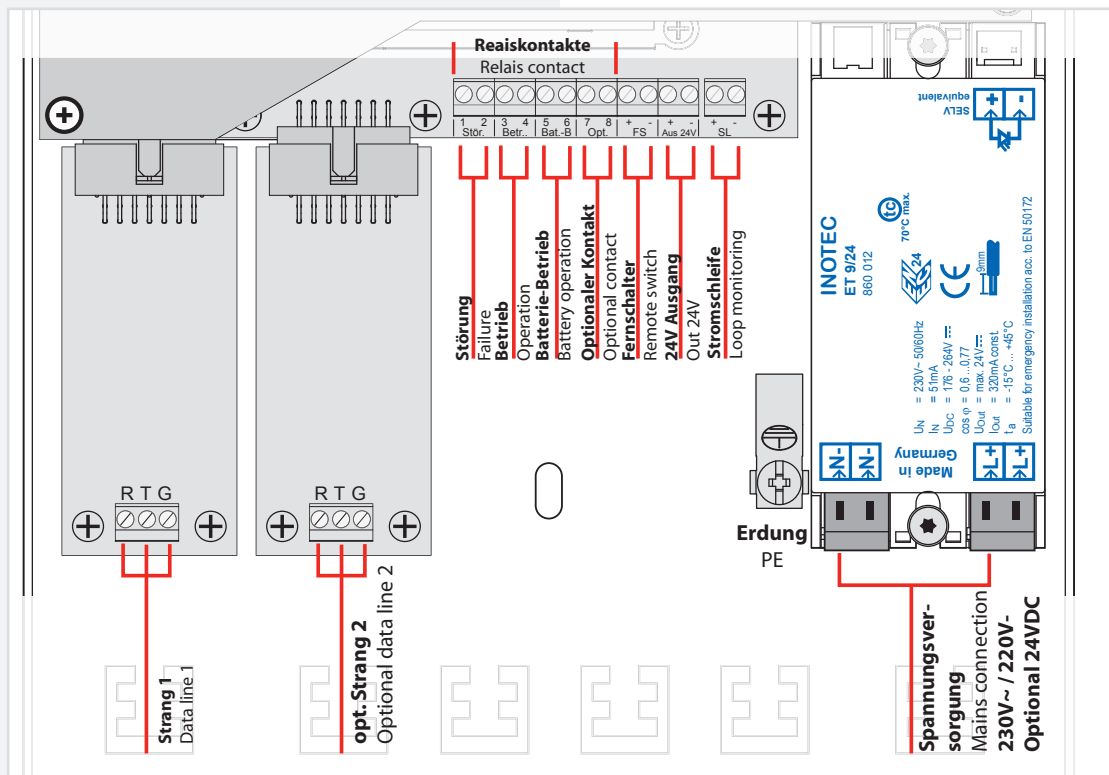 Reaiskontakte
Relais contact
1 2 3 4 5 6 7 8 + - + - + -
Stör. Betr.. Bat.-B Opt. FS Aus 24V SL
Störung
Failure
Betrieb
Operation
Batterie-Betrieb
Battery operation
Optionaler Kontakt
Optional contact
Fernschalter
Remote switch
24V Ausgang
Out 24V
Stromschleife
Loop monitoring
R T G
Strang 1
Data line 1
R T G
opt. Strang 2
Optional data line 2
Erdung
PE
SELV
equivalent
+ -
INOTEC
ET 9/24
860 012
tc
70°C max.
24
CE
9mm
UN = 230V~ 50/60Hz
IN = 51mA
UDC = 176 - 264V
cos φ = 0,6 ...0,77
UOut = max. 24V
IOut = 320mA const.
ta = -15°C ... +45°C
Suitable for emergency installation acc. to EN 50172
N-
N-
Made in
Germany
L+
L+
Spannungsver-
sorgung
Mains connection
230V~ / 220V-
Optional 24VDC